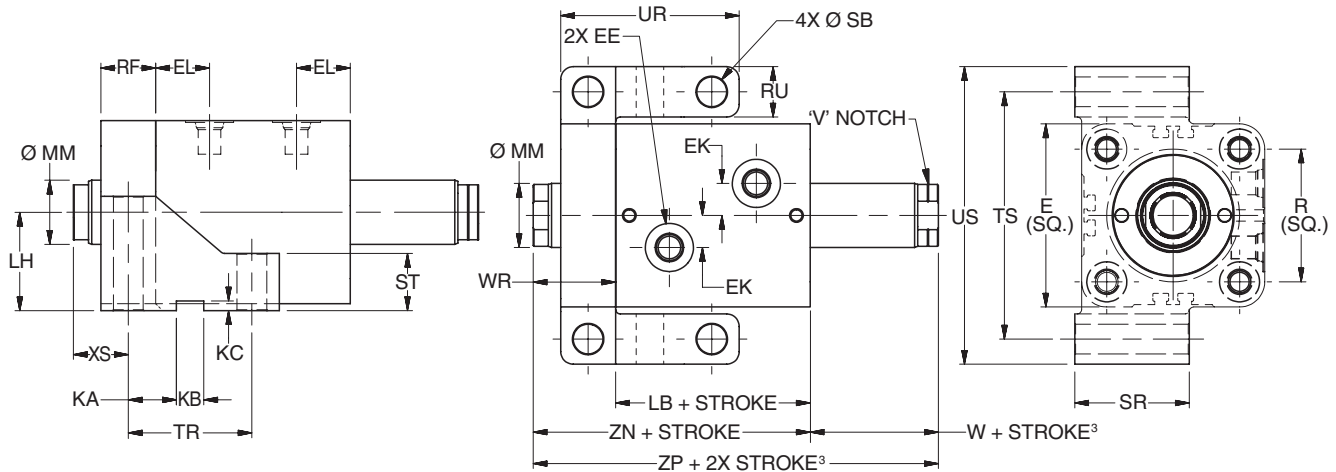 RF
EL
EL
Ø MM
LH
ST
XS
KC
KA
KB
TR
UR
4X Ø SB
2X EE
RU
'V' NOTCH
Ø MM
EK
WR
EK
LB + STROKE
ZN + STROKE
W + STROKE³
ZP + 2X STROKE³
US
TS
E
(SQ.)
R
(SQ.)
SR